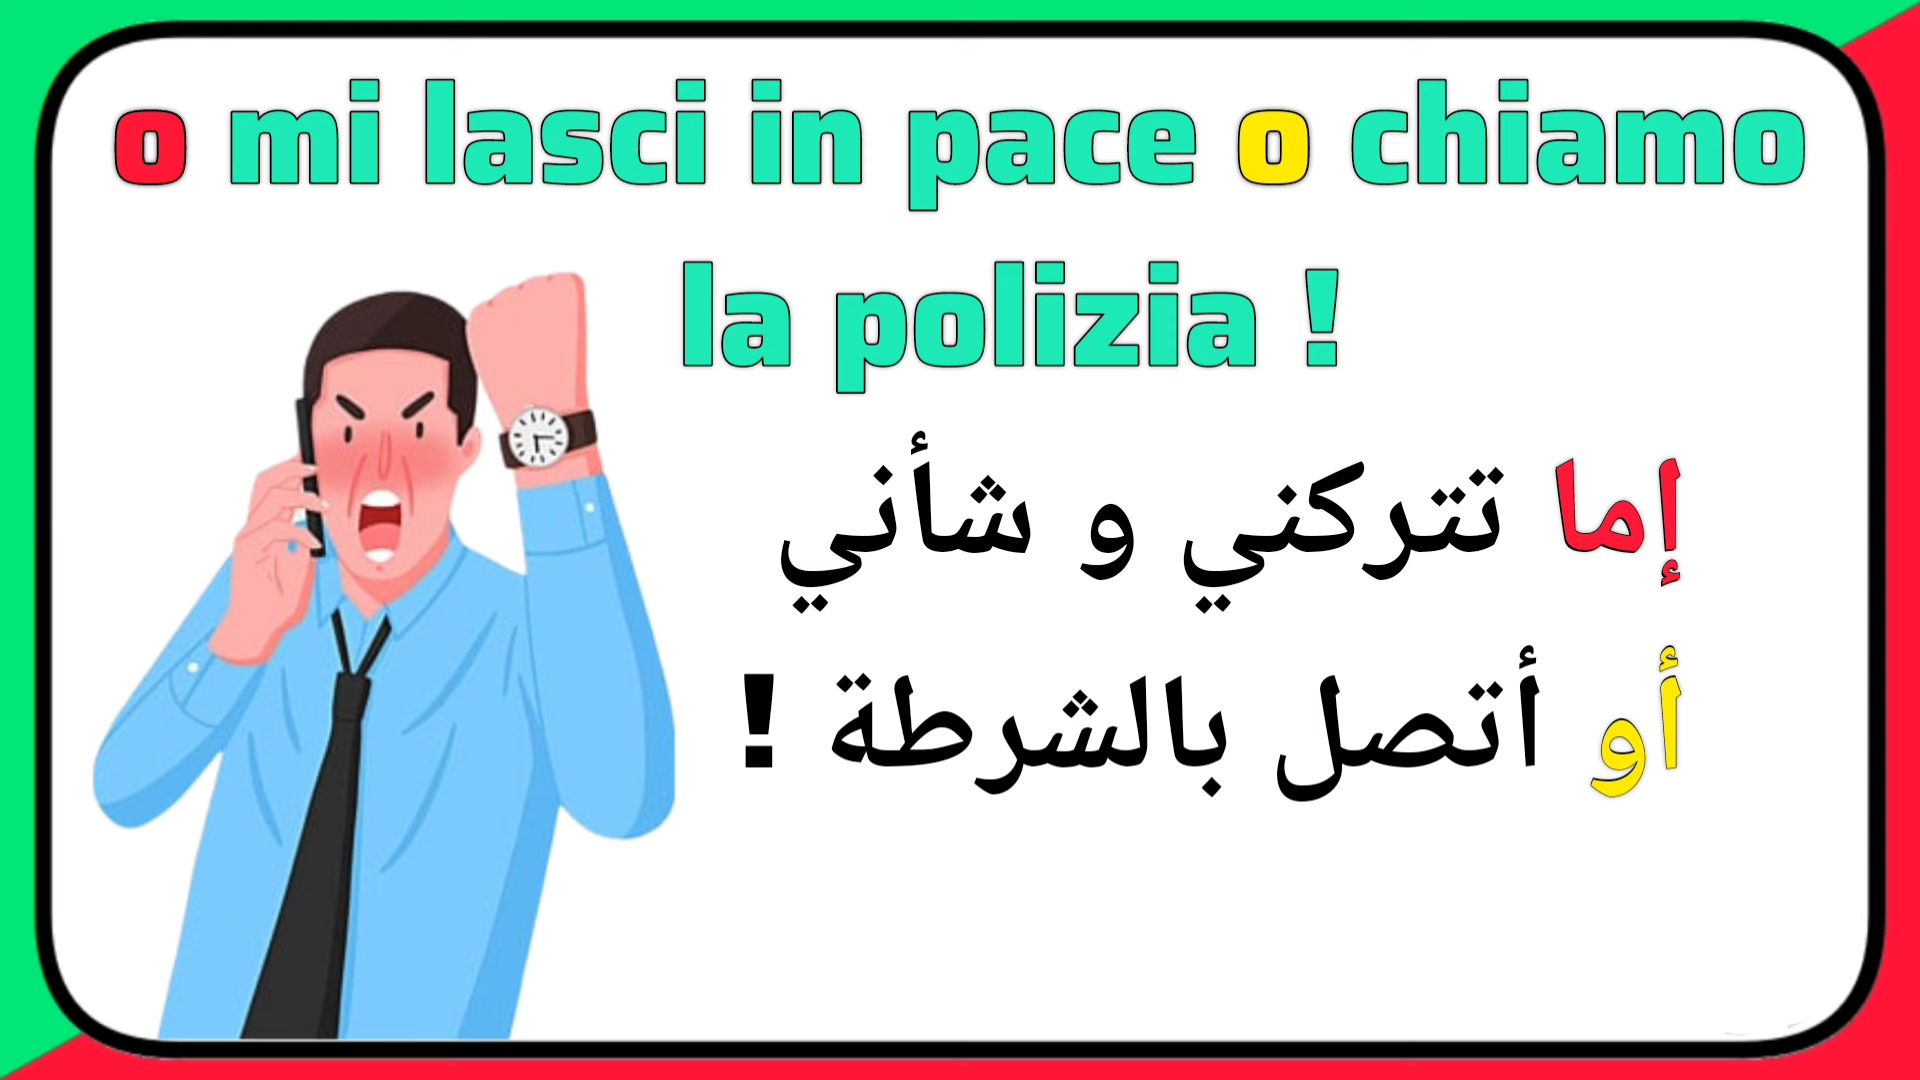 o mi lasci in pace o chiamo
la polizia !
إما تتركني و شأني
أو أتصل بالشرطة !